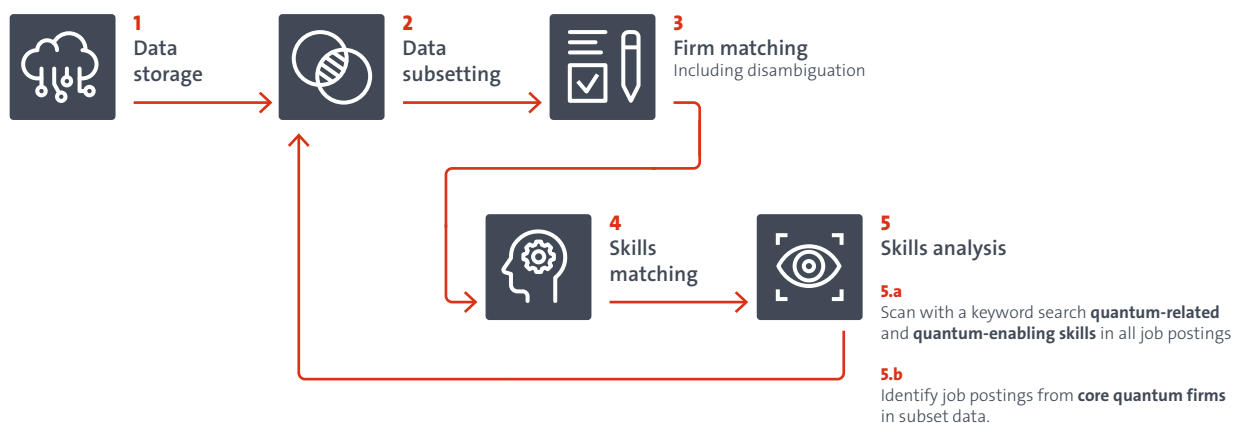 1
Data
storage
2
Data
subsetting
3
Firm matching
Including disambiguation
4
Skills
matching
5
Skills analysis
5.a
Scan with a keyword search quantum-related
and quantum-enabling skills in all job postings
5.b
Identify job postings from core quantum firms
in subset data.